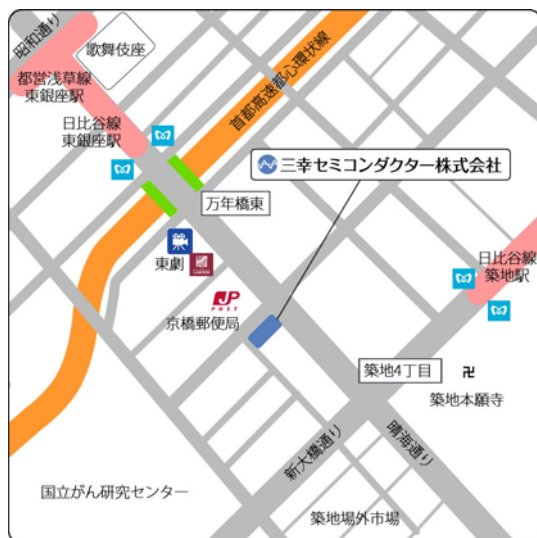 昭和通り
歌舞伎座
都営浅草線
東銀座駅
首都高速都心環状線
日比谷線
東銀座駅
三幸セミコンダクター株式会社
万年橋東
東劇
日比谷線
築地駅
JP
POST
京橋郵便局
築地4丁目
卍
築地本願寺
新大橋通り
晴海通り
国立がん研究センター
築地場外市場